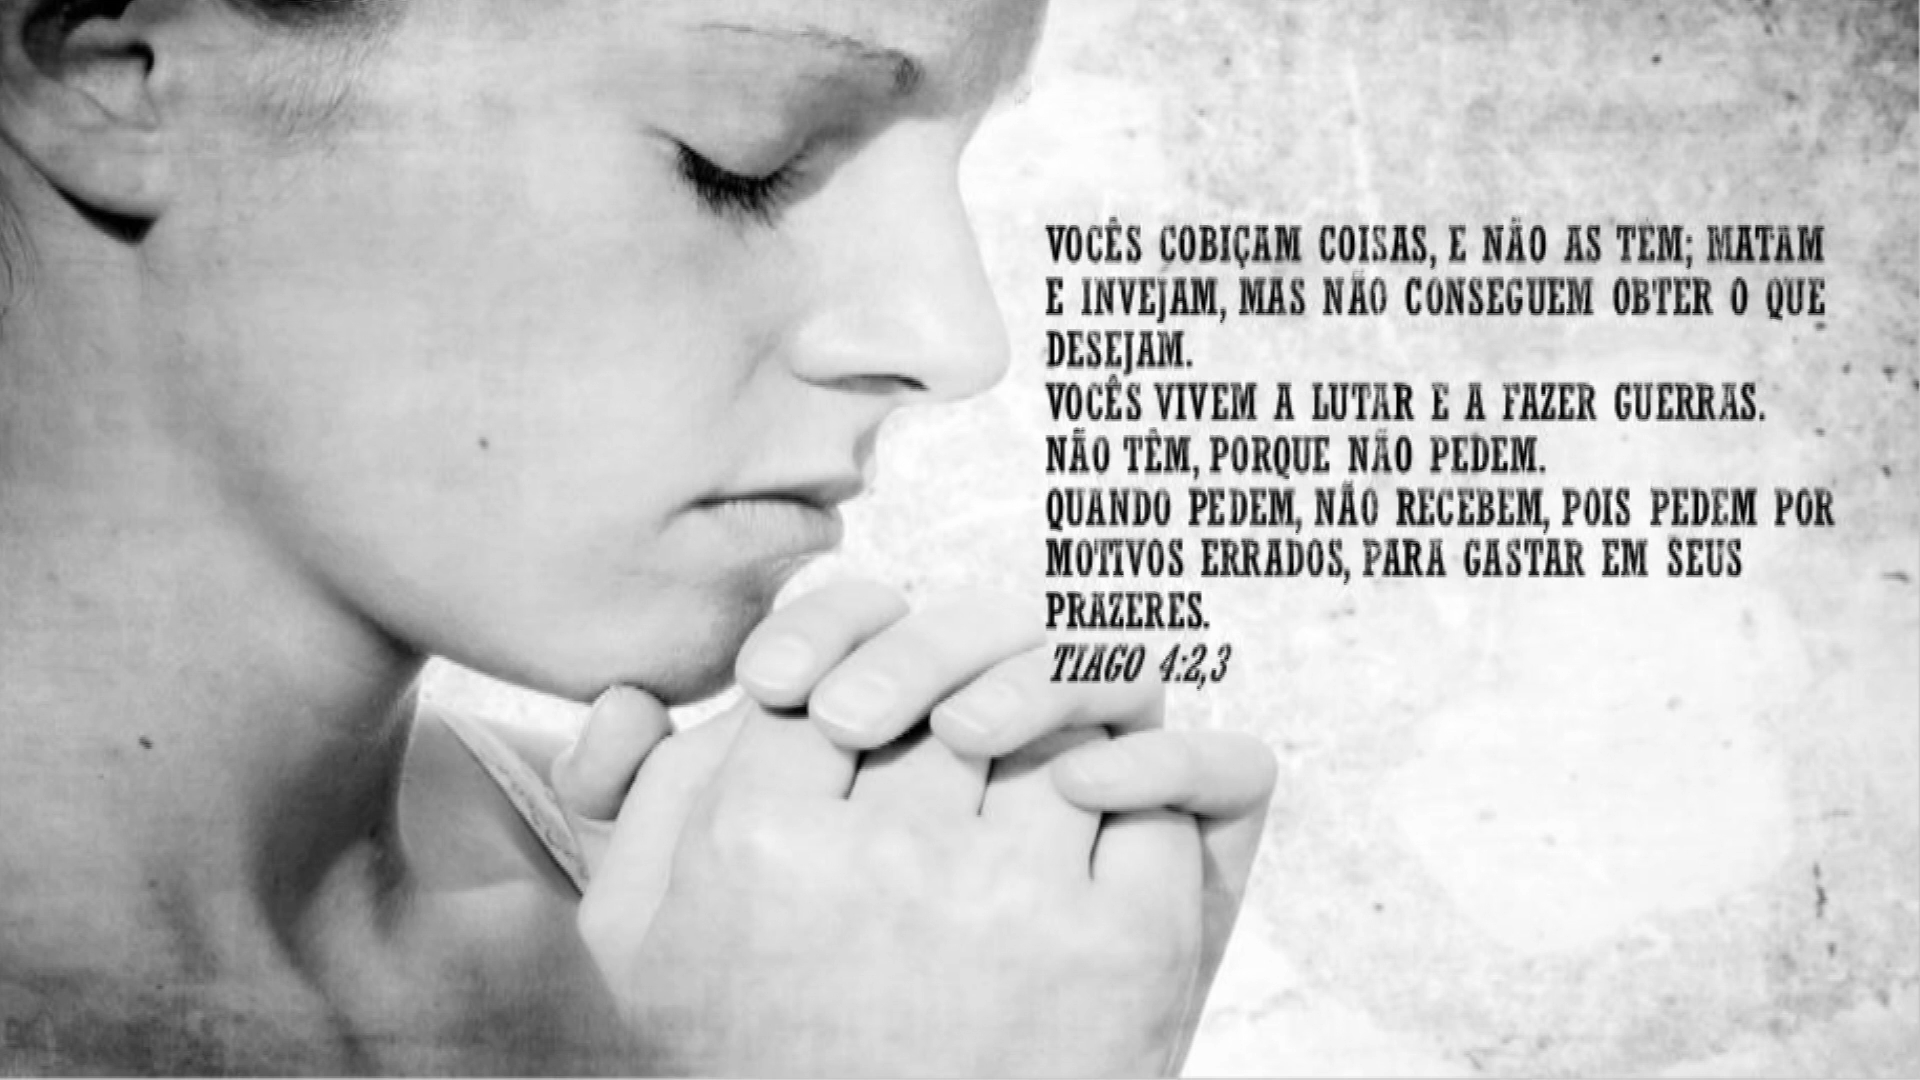 VOCÊS COBIÇAM COISAS, E NÃO AS TÊM; MATAM
E INVEJAM, MAS NÃO CONSEGUEM OBTER O QUE
DESEJAM.
VOCÊS VIVEM A LUTAR E A FAZER GUERRAS.
NÃO TÊM, PORQUE NÃO PEDEM.
QUANDO PEDEM, NÃO RECEBEM, POIS PEDEM POR
MOTIVOS ERRADOS, PARA GASTAR EM SEUS
PRAZERES.
TIAGO 4:2,3